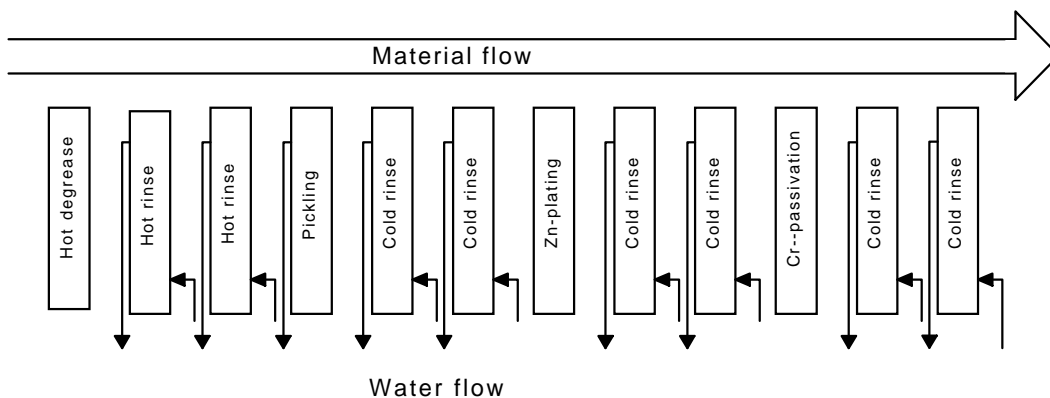 Material flow
Hot degrease
Hot rinse
Hot rinse
Pickling
Cold rinse
Cold rinse
Zn-plating
Cold rinse
Cold rinse
Cr--passivation
Cold rinse
Cold rinse
Water flow